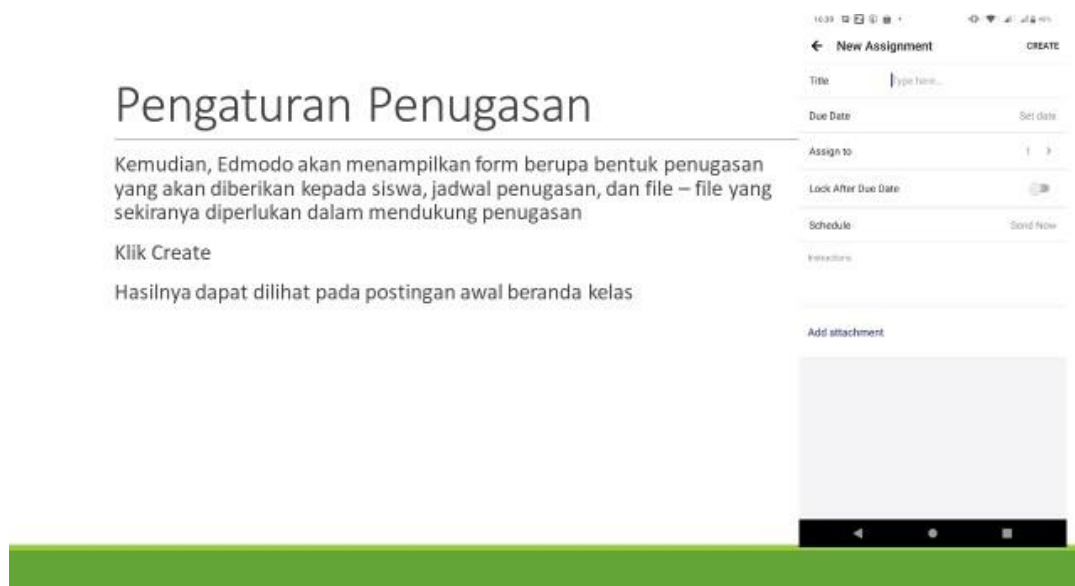 Pengaturan Penugasan
Kemudian, Edmodo akan menampilkan form berupa bentuk penugasan
yang akan diberikan kepada siswa, jadwal penugasan, dan file – file yang
sekiranya diperlukan dalam mendukung penugasan
Klik Create
Hasilnya dapat dilihat pada postingan awal beranda kelas
New Assignment CREATE
Title Type here...
Due Date Set date
Assign to 1
Lock After Due Date
Schedule Send Now
Instructions
Add attachment